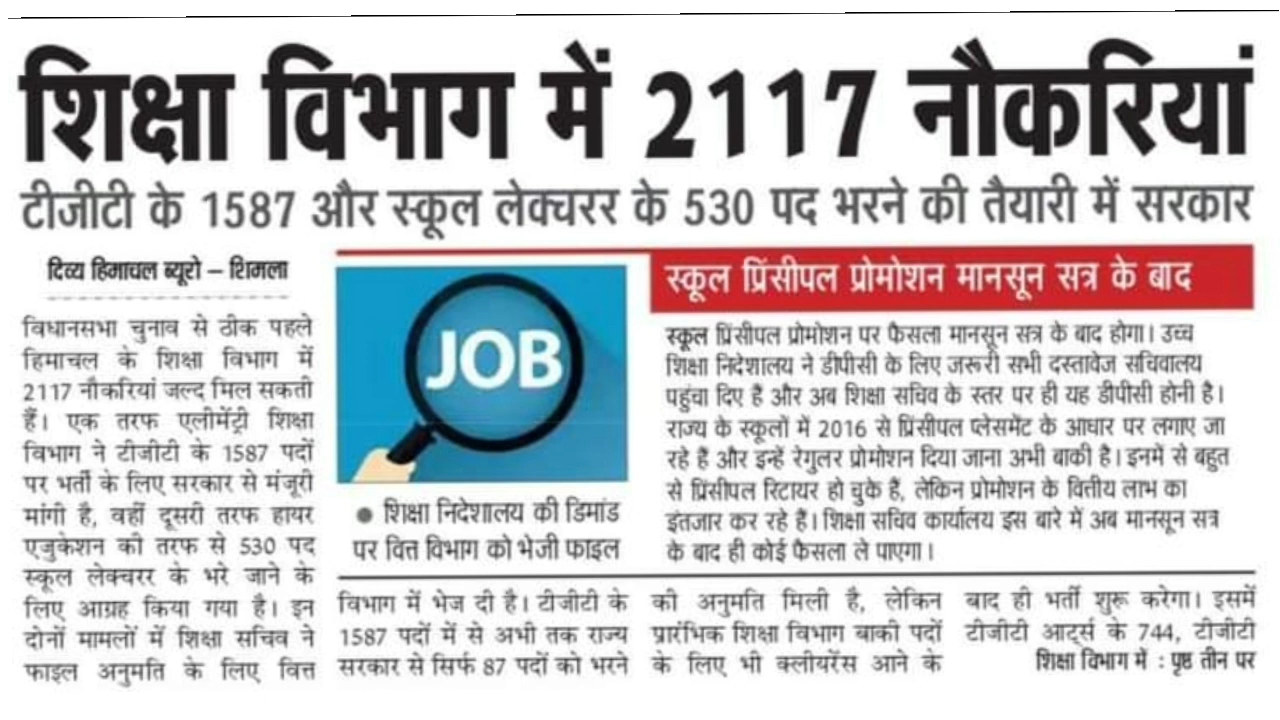 शिक्षा विभाग में 2117 नौकरियां
टीजीटी के 1587 और स्कूल लेक्चरर के 530 पद भरने की तैयारी में सरकार
दिव्य हिमाचल ब्यूरो – शिमला
विधानसभा चुनाव से ठीक पहले
हिमाचल के शिक्षा विभाग में
2117 नौकरियां जल्द मिल सकती
हैं। एक तरफ एलीमेंट्री शिक्षा
विभाग ने टीजीटी के 1587 पदों
पर भर्ती के लिए सरकार से मंजूरी
मांगी है, वहीं दूसरी तरफ हायर
एजुकेशन की तरफ से 530 पद
स्कूल लेक्चरर के भरे जाने के
लिए आग्रह किया गया है। इन
दोनों मामलों में शिक्षा सचिव ने
फाइल अनुमति के लिए वित्त
JOB
● शिक्षा निदेशालय की डिमांड
पर वित्त विभाग को भेजी फाइल
विभाग में भेज दी है। टीजीटी के
1587 पदों में से अभी तक राज्य
सरकार से सिर्फ 87 पदों को भरने
की अनुमति मिली है, लेकिन
प्रारंभिक शिक्षा विभाग बाकी पदों
के लिए भी क्लीयरेंस आने के
बाद ही भर्ती शुरू करेगा। इसमें
टीजीटी आर्ट्स के 744, टीजीटी
शिक्षा विभाग में : पृष्ठ तीन पर
स्कूल प्रिंसीपल प्रोमोशन मानसून सत्र के बाद
स्कूल प्रिंसीपल प्रोमोशन पर फैसला मानसून सत्र के बाद होगा। उच्च
शिक्षा निदेशालय ने डीपीसी के लिए जरूरी सभी दस्तावेज सचिवालय
पहुंचा दिए हैं और अब शिक्षा सचिव के स्तर पर ही यह डीपीसी होनी है।
राज्य के स्कूलों में 2016 से प्रिंसीपल प्लेसमेंट के आधार पर लगाए जा
रहे हैं और इन्हें रेगुलर प्रोमोशन दिया जाना अभी बाकी है। इनमें से बहुत
से प्रिंसीपल रिटायर हो चुके हैं, लेकिन प्रोमोशन के वित्तीय लाभ का
इंतजार कर रहे हैं। शिक्षा सचिव कार्यालय इस बारे में अब मानसून सत्र
के बाद ही कोई फैसला ले पाएगा।